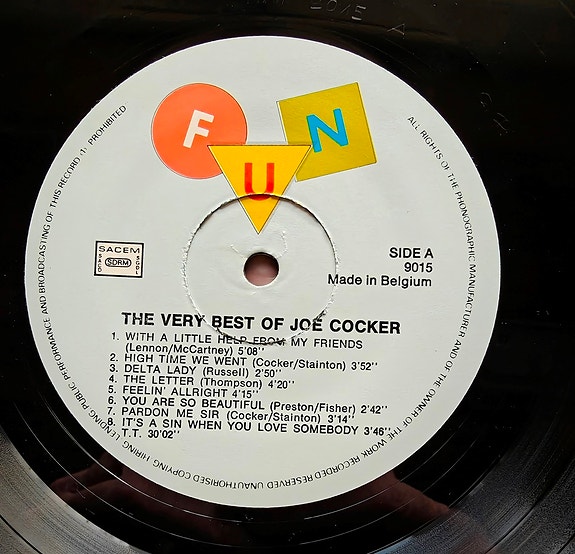 2015 A
F U N
SACEM
SACD SDRM SGDL
SIDE A
9015
Made in Belgium
THE VERY BEST OF JOE COCKER
1. WITH A LITTLE HELP FROM MY FRIENDS
(Lennon/McCartney) 5'08''
2. HIGH TIME WE WENT (Cocker/Stainton) 3'52''
3. DELTA LADY (Russell) 2'50''
4. THE LETTER (Thompson) 4'20''
5. FEELIN' ALLRIGHT 4'15''
6. YOU ARE SO BEAUTIFUL (Preston/Fisher) 2'42''
7. PARDON ME SIR (Cocker/Stainton) 3'14''
8. IT'S A SIN WHEN YOU LOVE SOMEBODY 3'46''
T.T. 30'02''
ALL RIGHTS OF THE PHONOGRAPHIC MANUFACTURER AND OF THE OWNER OF THE WORK RECORDED RESERVED UNAUTHORISED COPYING HIRING LENDING PUBLIC PERFORMANCE AND BROADCASTING OF THIS RECORD PROHIBITED